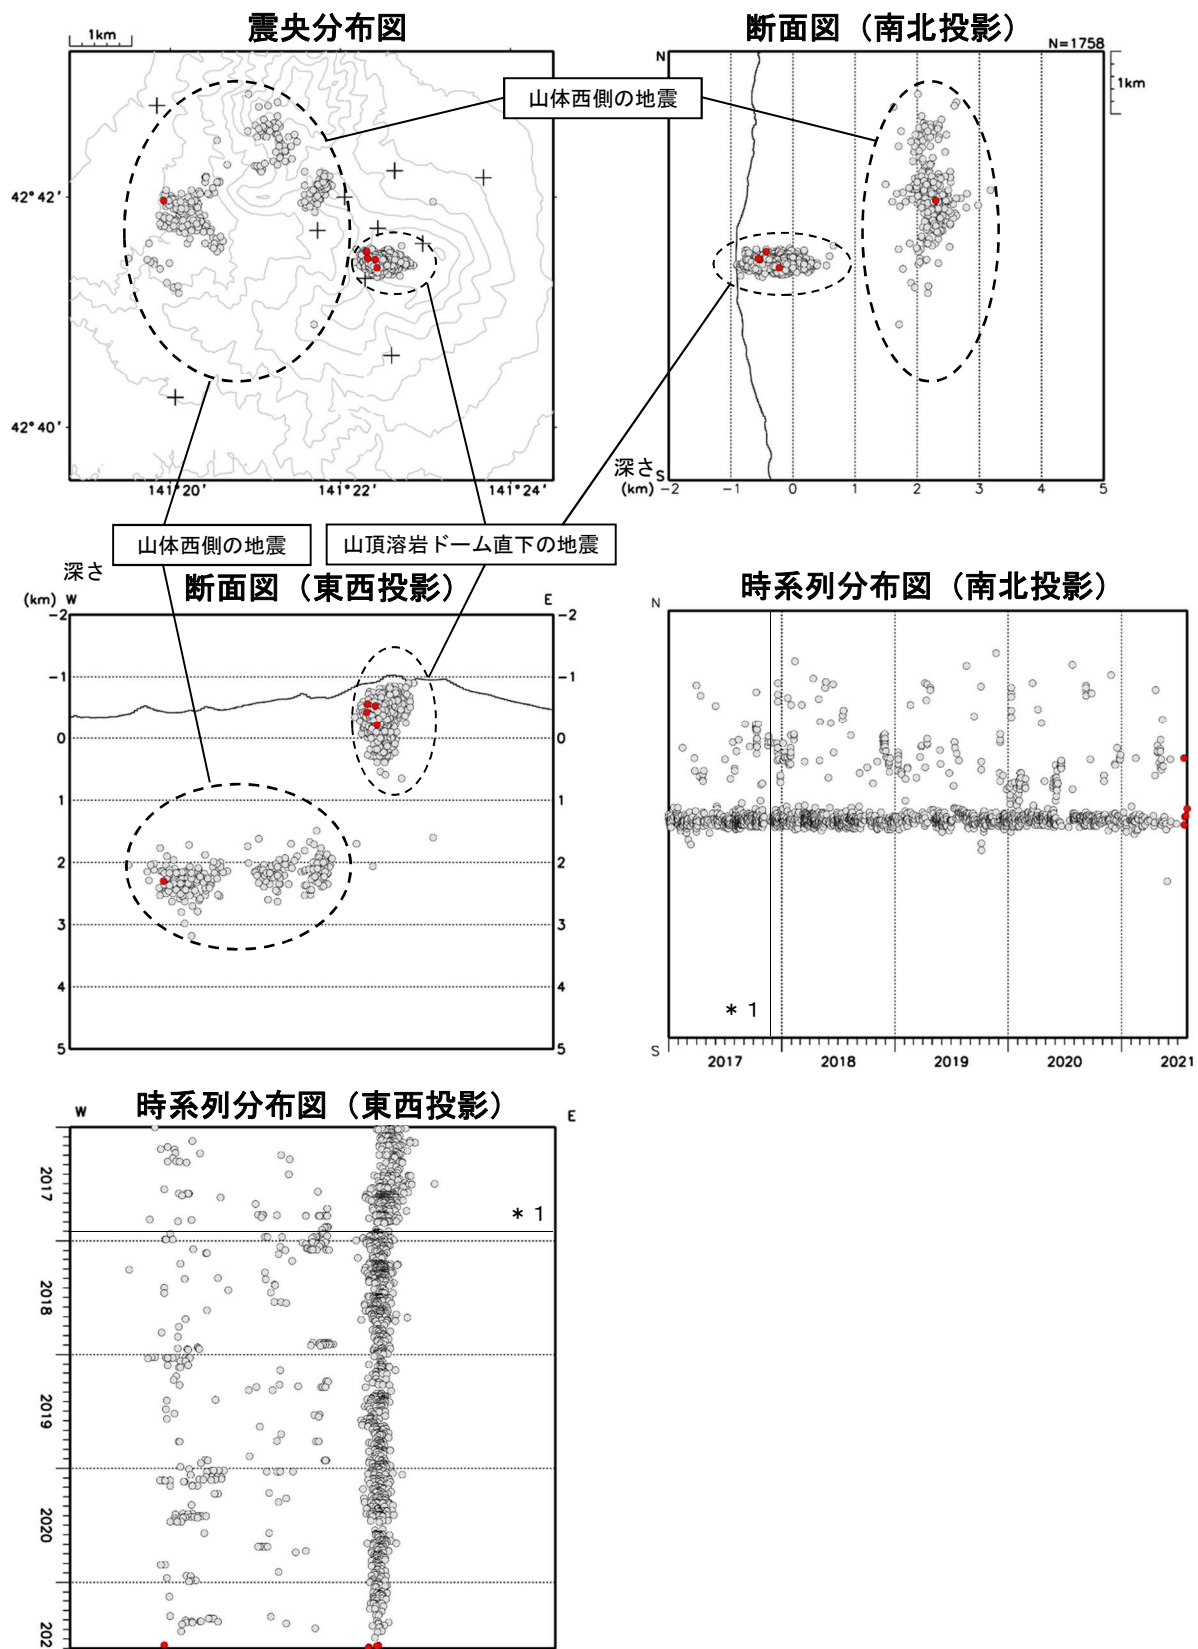 震央分布図
1km
42°42'
42°40'
141°20'
141°22'
141°24'
断面図（南北投影）
N=1758
N
1km
山体西側の地震
深さ
S
(km)
-2 -1 0 1 2 3 4 5
山体西側の地震
山頂溶岩ドーム直下の地震
深さ
断面図（東西投影）
(km) W
E
-2 -2
-1 -1
0 0
1 1
2 2
3 3
4 4
5 5
時系列分布図（南北投影）
N
＊１
S
2017 2018 2019 2020 2021
時系列分布図（東西投影）
W
E
2017
＊１
2018
2019
2020
202